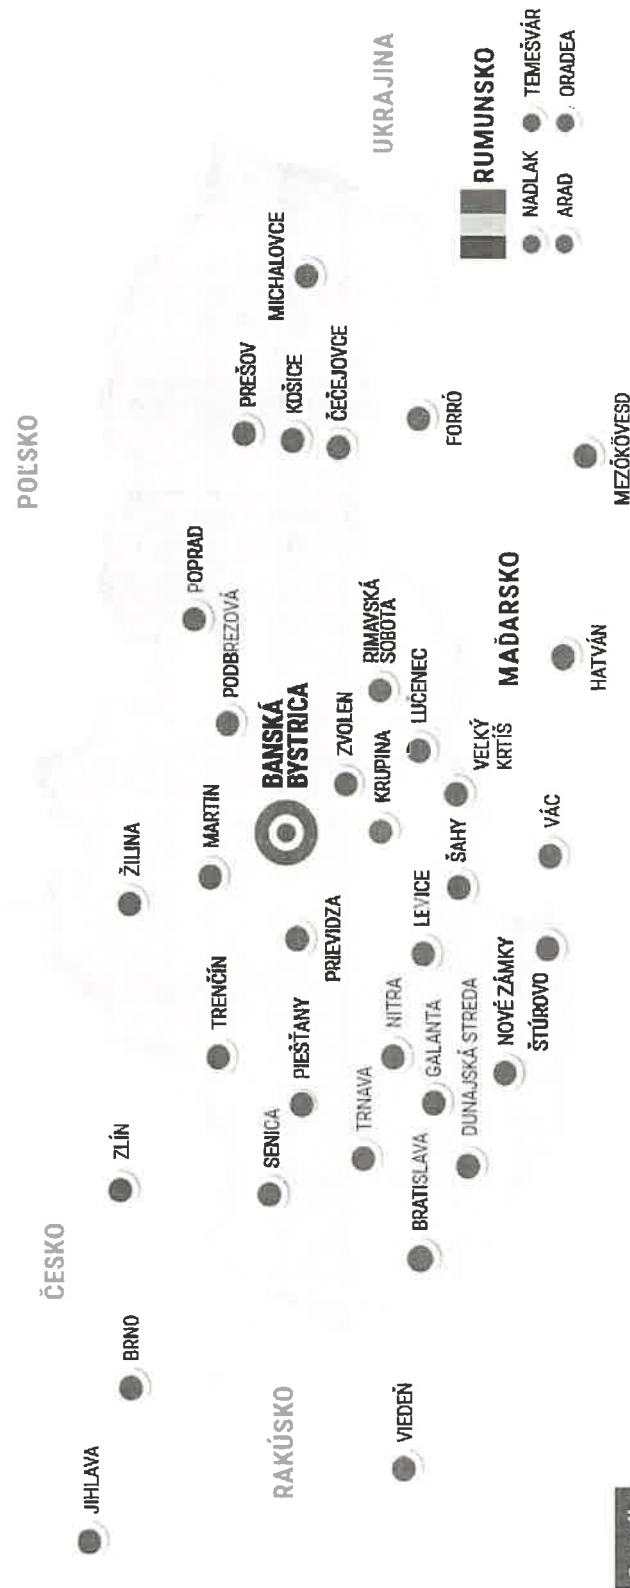 POĽSKO
ČESKO
UKRAJINA
RAKÚSKO
JIHLAVA
BRNO
ZLÍN
ŽILINA
MARTIN
TRENČÍN
POPRAD
PODBREZOVÁ
PREŠOV
KOŠICE
MICHALOVCE
ČEČEJOVCE
SENICA
PIEŠŤANY
PRIEVIDZA
BANSKÁ
BYSTRICA
ZVOLEN
KRUPINA
RIMAVSKÁ
SOBOTA
LUČENEC
TRNAVA
NITRA
LEVICE
GALANTA
BRATISLAVA
DUNAJSKÁ STREDA
ŠAHY
VEĽKÝ
KRTÍŠ
VIEDEŇ
NOVÉ ZÁMKY
ŠTÚROVO
VÁC
MAĎARSKO
FORRÓ
HATVÁN
MEZÖKÖVESD
RUMUNSKO
NADLAK
TEMEŠVÁR
ARAD
ORADEA